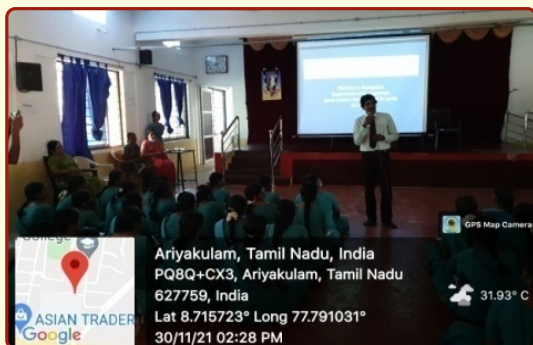 GPS Map Camera
College
ASIAN TRADER
Google
Ariyakulam, Tamil Nadu, India
PQ8Q+CX3, Ariyakulam, Tamil Nadu
627759, India
Lat 8.715723° Long 77.791031°
30/11/21 02:28 PM
31.93° C